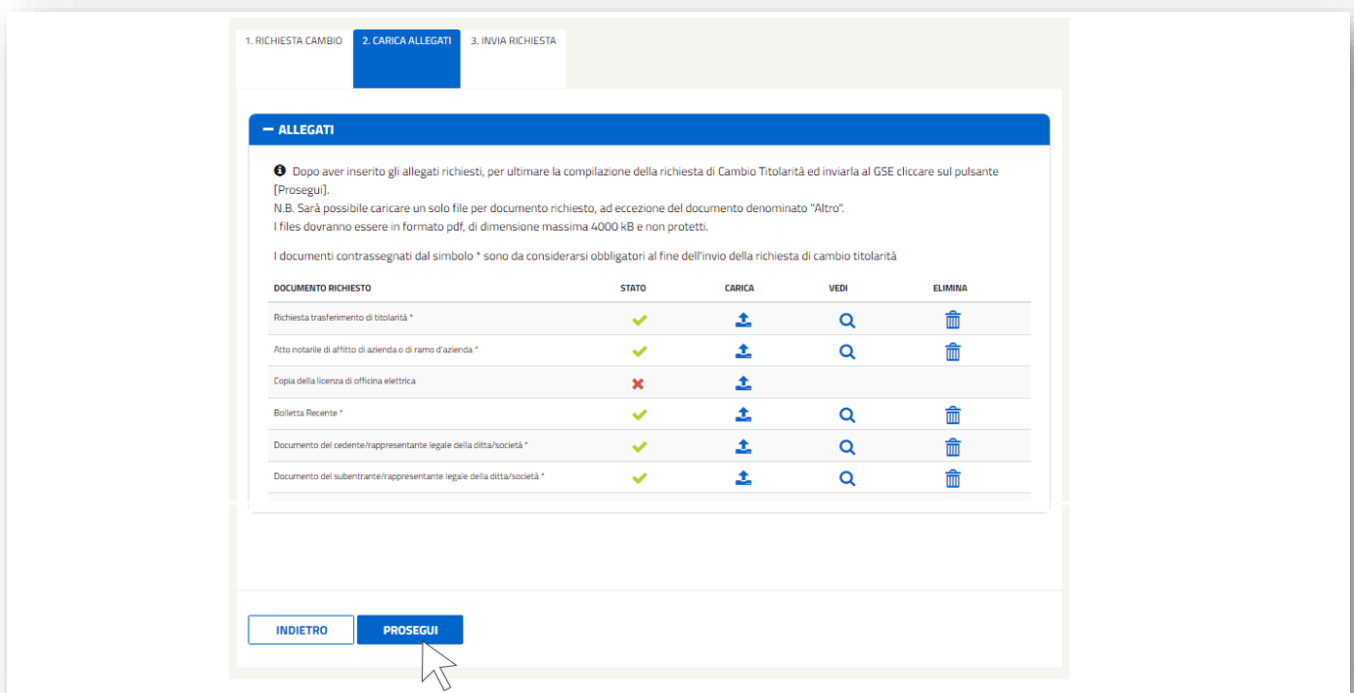 1. RICHIESTA CAMBIO
2. CARICA ALLEGATI
3. INVIA RICHIESTA
ALLEGATI
Dopo aver inserito gli allegati richiesti, per ultimare la compilazione della richiesta di Cambio Titolarità ed inviarla al GSE cliccare sul pulsante
[Prosegui].
N.B. Sarà possibile caricare un solo file per documento richiesto, ad eccezione del documento denominato "Altro".
I files dovranno essere in formato pdf, di dimensione massima 4000 kB e non protetti.
I documenti contrassegnati dal simbolo * sono da considerarsi obbligatori al fine dell'invio della richiesta di cambio titolarità
DOCUMENTO RICHIESTO STATO CARICA VEDI ELIMINA
Richiesta trasferimento di titolarità *
Atto notarile di affitto di azienda o di ramo d'azienda *
Copia della licenza di officina elettrica
Bolletta Recente *
Documento del cedente/rappresentante legale della ditta/società *
Documento del subentrante/rappresentante legale della ditta/società *
INDIETRO
PROSEGUI